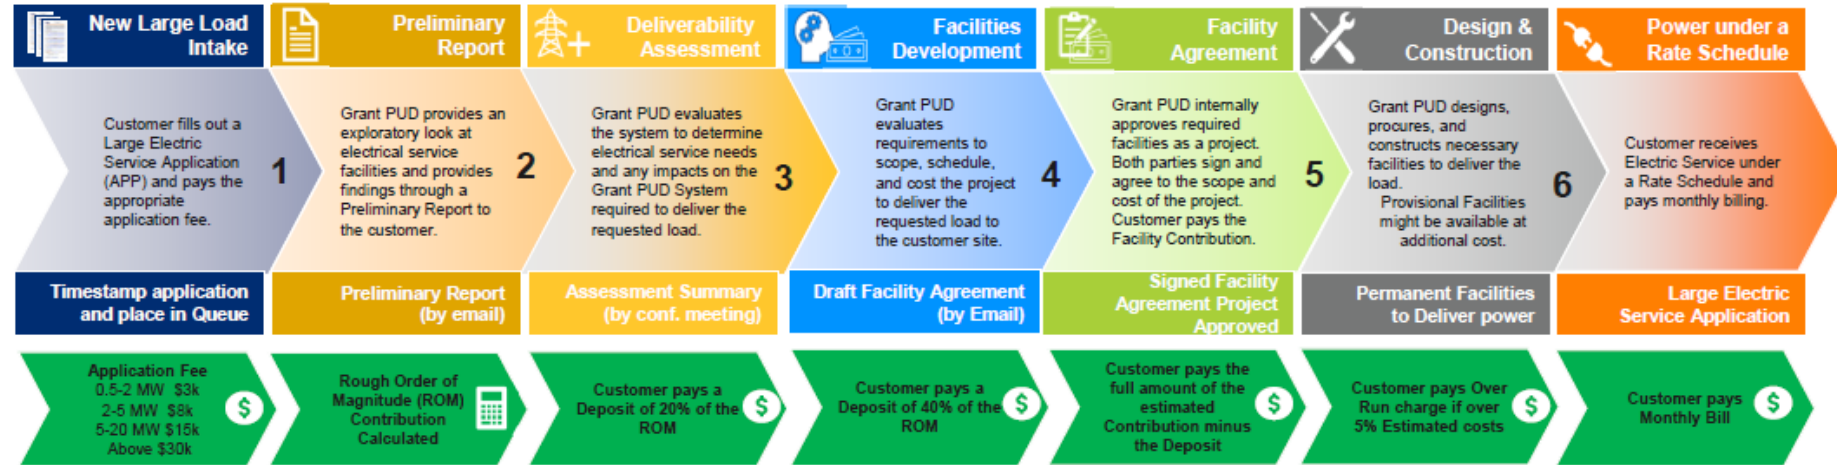 New Large Load
Intake
Preliminary
Report
Deliverability
Assessment
Facilities
Development
Facility
Agreement
Design &
Construction
Power under a
Rate Schedule
Customer fills out a
Large Electric
Service Application
(APP) and pays the
appropriate
application fee.
1
Grant PUD provides an
exploratory look at
electrical service
facilities and provides
findings through a
Preliminary Report to
the customer.
2
Grant PUD evaluates
the system to determine
electrical service needs
and any impacts on the
Grant PUD System
required to deliver the
requested load.
3
Grant PUD
evaluates
requirements to
scope, schedule,
and cost the project
to deliver the
requested load to
the customer site.
4
Grant PUD internally
approves required
facilities as a project.
Both parties sign and
agree to the scope and
cost of the project.
Customer pays the
Facility Contribution.
5
Grant PUD designs,
procures, and
constructs necessary
facilities to deliver the
load.
Provisional Facilities
might be available at
additional cost.
6
Customer receives
Electric Service under
a Rate Schedule and
pays monthly billing.
Timestamp application
and place in Queue
Preliminary Report
(by email)
Assessment Summary
(by conf. meeting)
Draft Facility Agreement
(by Email)
Signed Facility
Agreement Project
Approved
Permanent Facilities
to Deliver power
Large Electric
Service Application
Application Fee
0.5-2 MW $3k
2-5 MW $8k
5-20 MW $15k
Above $30k
$
Rough Order of
Magnitude (ROM)
Contribution
Calculated
Customer pays a
Deposit of 20% of the
ROM
$
Customer pays a
Deposit of 40% of the
ROM
$
Customer pays the
full amount of the
estimated
Contribution minus
the Deposit
$
Customer pays Over
Run charge if over
5% Estimated costs
$
Customer pays
Monthly Bill
$